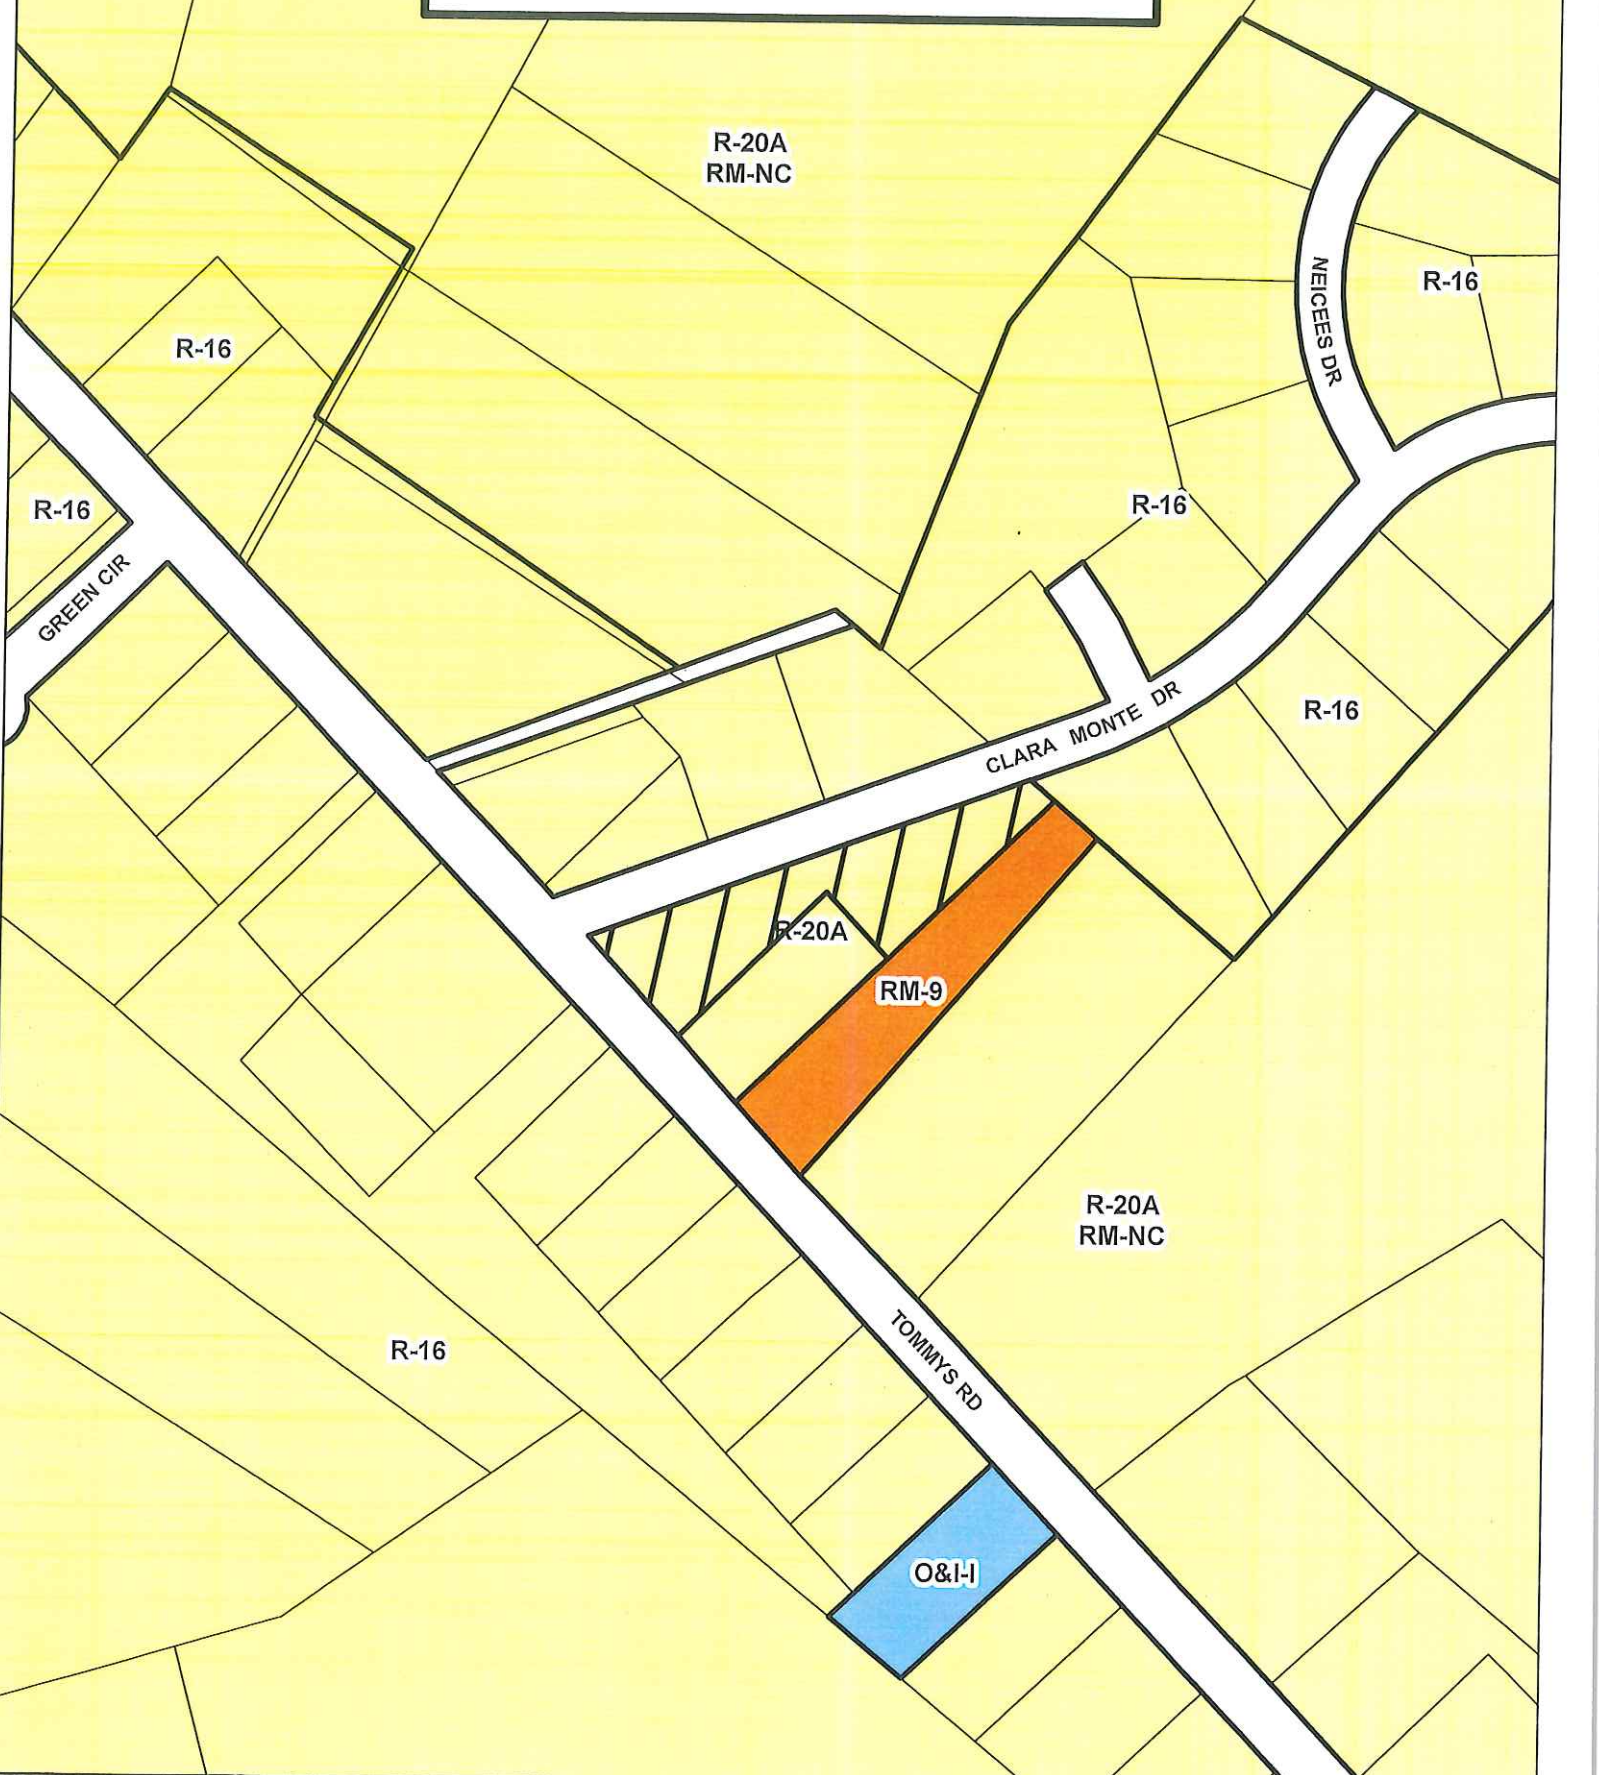 R-20A
RM-NC
R-16
NEICEES DR
R-16
R-16
R-16
GREEN CIR
CLARA MONTE DR
R-16
R-20A
RM-9
R-20A
RM-NC
TOMMYS RD
R-16
O&I-I